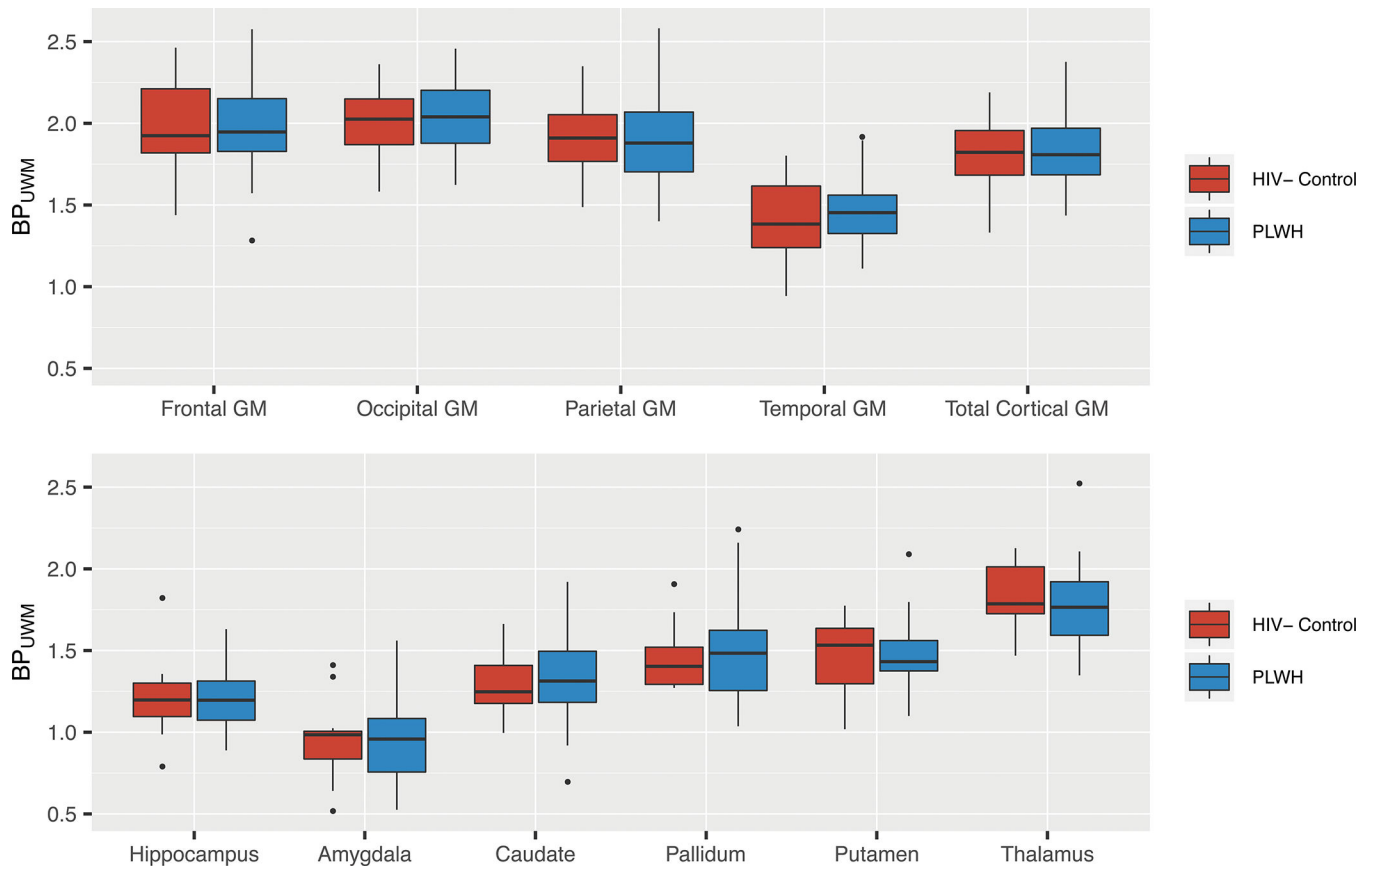 2.5
2.0
1.5
1.0
0.5
BPUWM
Frontal GM Occipital GM Parietal GM Temporal GM Total Cortical GM
HIV– Control
PLWH
2.5
2.0
1.5
1.0
0.5
BPUWM
Hippocampus Amygdala Caudate Pallidum Putamen Thalamus
HIV– Control
PLWH